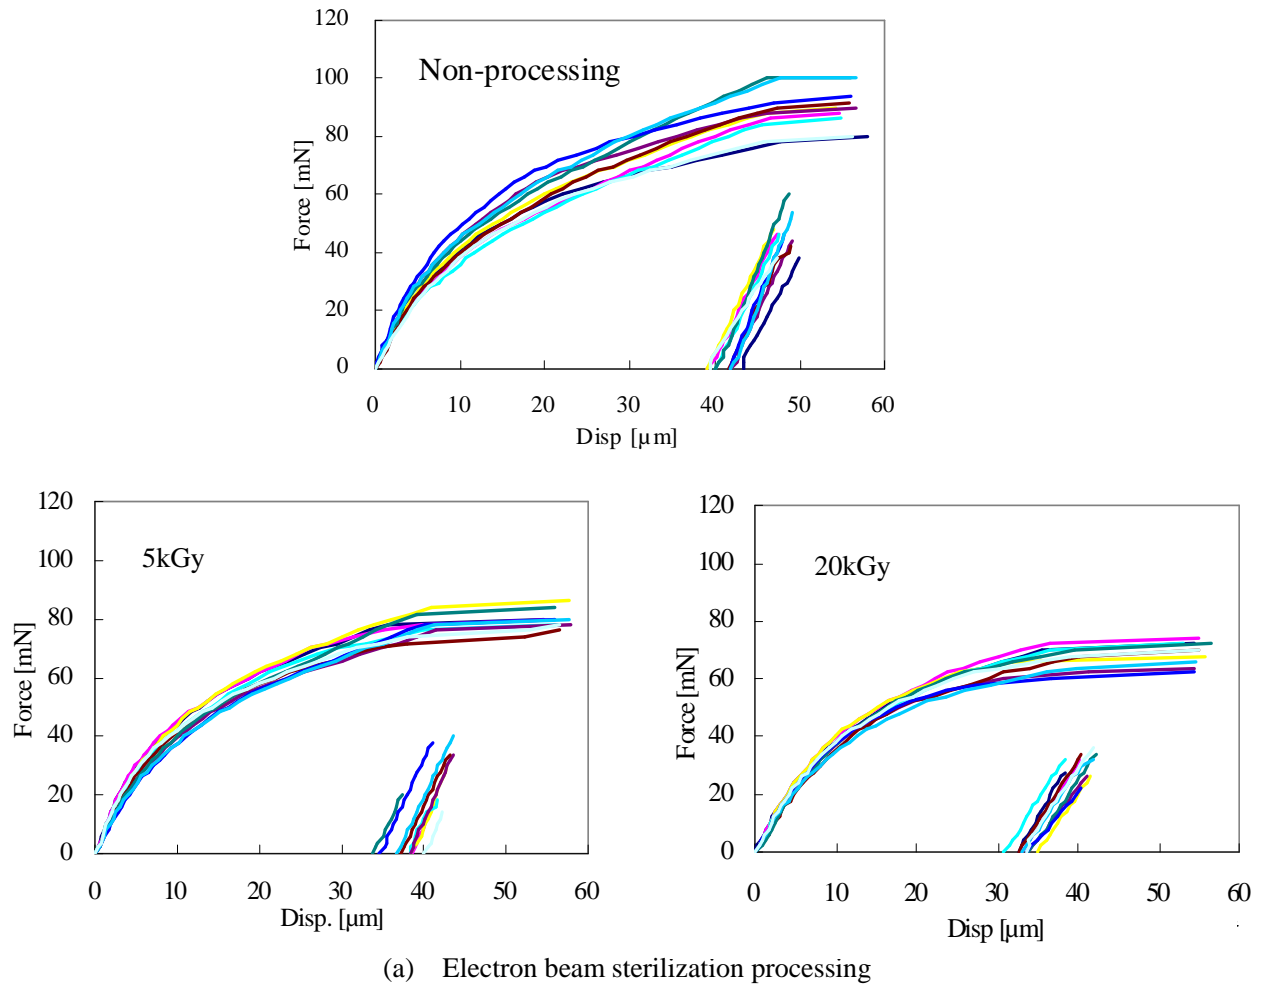 120
100
80
60
40
20
0
Force [mN]
Non-processing
0 10 20 30 40 50 60
Disp [µm]
120
100
80
60
40
20
0
Force [mN]
5kGy
0 10 20 30 40 50 60
Disp. [µm]
120
100
80
60
40
20
0
Force [mN]
20kGy
0 10 20 30 40 50 60
Disp [µm]
(a) Electron beam sterilization processing